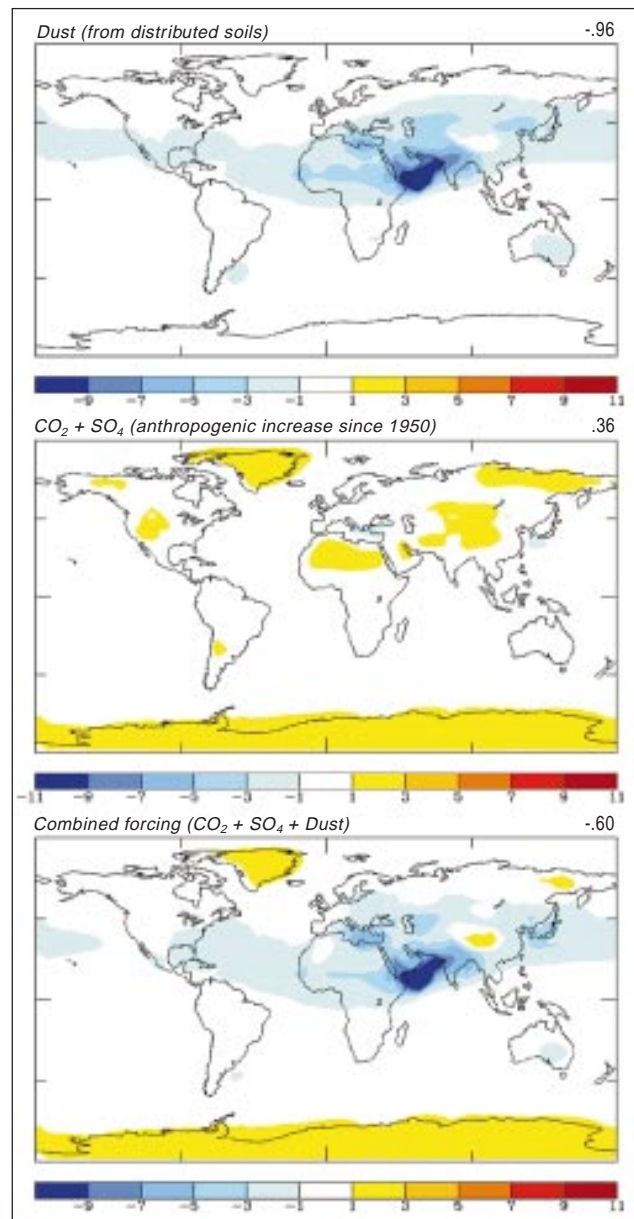 Dust (from distributed soils) -.96
-9 -7 -5 -3 -1 1 3 5 7 9 11
CO₂ + SO₄ (anthropogenic increase since 1950) .36
-11 -9 -7 -5 -3 -1 1 3 5 7 9 11
Combined forcing (CO₂ + SO₄ + Dust) -.60
-9 -7 -5 -3 -1 1 3 5 7 9 11